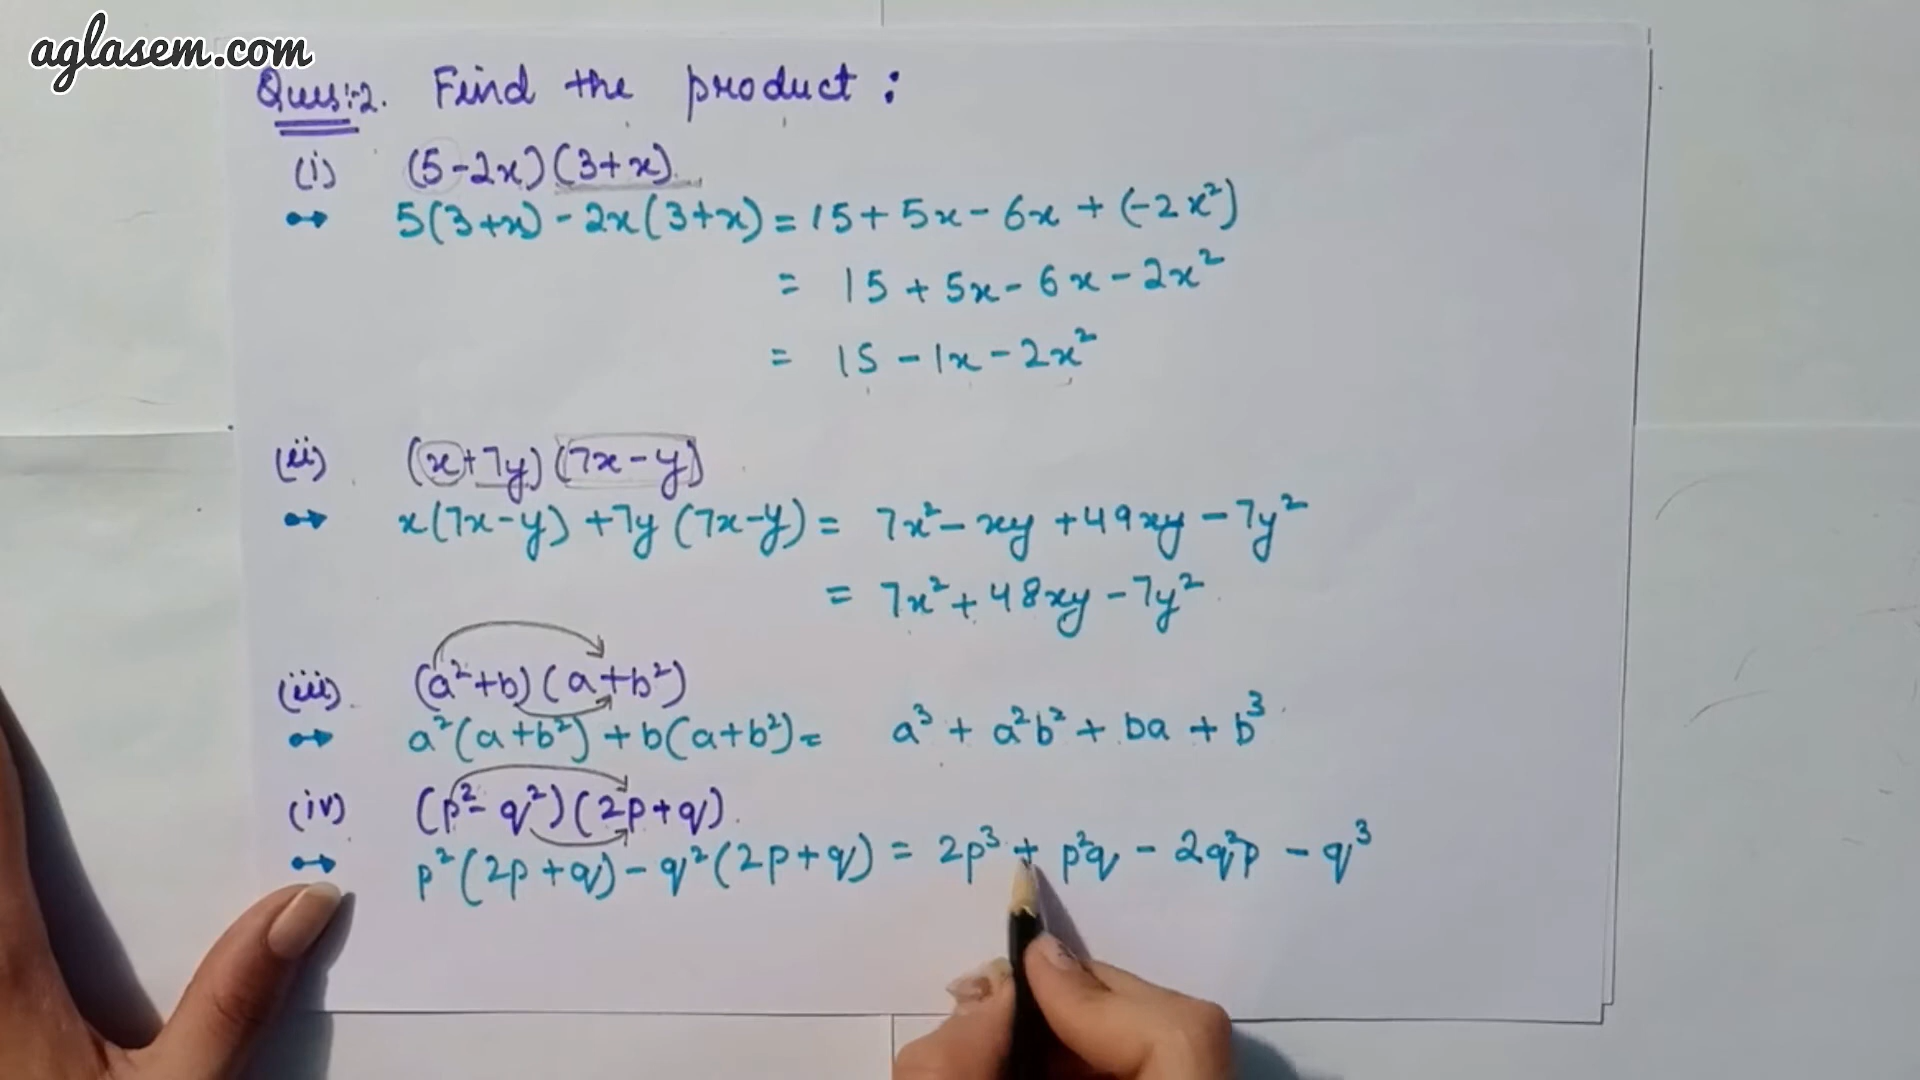 aglasem.com
Ques:-2. Find the product :
(i) (5-2x)(3+x)
5(3+x) - 2x(3+x) = 15 + 5x - 6x + (-2x²)
= 15 + 5x - 6x - 2x²
= 15 - 1x - 2x²
(ii) (x+7y)(7x-y)
x(7x-y) + 7y(7x-y) = 7x² - xy + 49xy - 7y²
= 7x² + 48xy - 7y²
(iii) (a²+b)(a+b²)
a²(a+b²) + b(a+b²) = a³ + a²b² + ba + b³
(iv) (p²-q²)(2p+q)
p²(2p+q) - q²(2p+q) = 2p³ + p²q - 2q²p - q³